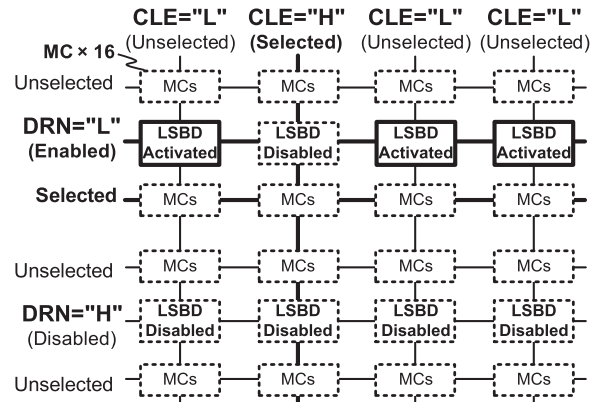 CLE="L" CLE="H" CLE="L" CLE="L"
(Unselected) (Selected) (Unselected) (Unselected)
MC × 16
Unselected MCs MCs MCs MCs
DRN="L" LSBD LSBD LSBD LSBD
(Enabled) Activated Disabled Activated Activated
Selected MCs MCs MCs MCs
Unselected MCs MCs MCs MCs
DRN="H" LSBD LSBD LSBD LSBD
(Disabled) Disabled Disabled Disabled Disabled
Unselected MCs MCs MCs MCs